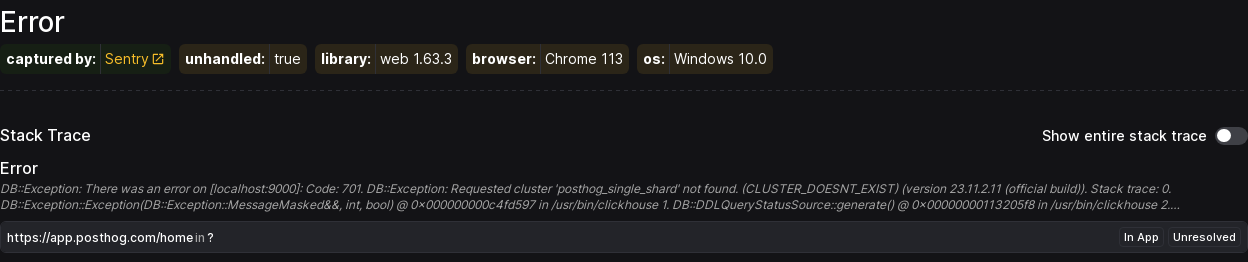 Error
captured by: Sentry unhandled: true library: web 1.63.3 browser: Chrome 113 os: Windows 10.0
Stack Trace Show entire stack trace
Error
DB::Exception: There was an error on [localhost:9000]: Code: 701. DB::Exception: Requested cluster 'posthog_single_shard' not found. (CLUSTER_DOESNT_EXIST) (version 23.11.2.11 (official build)). Stack trace: 0.
DB::Exception::Exception(DB::Exception::MessageMasked&&, int, bool) @ 0x000000000c4fd597 in /usr/bin/clickhouse 1. DB::DDLQueryStatusSource::generate() @ 0x00000000113205f8 in /usr/bin/clickhouse 2....
https://app.posthog.com/home in ? In App Unresolved